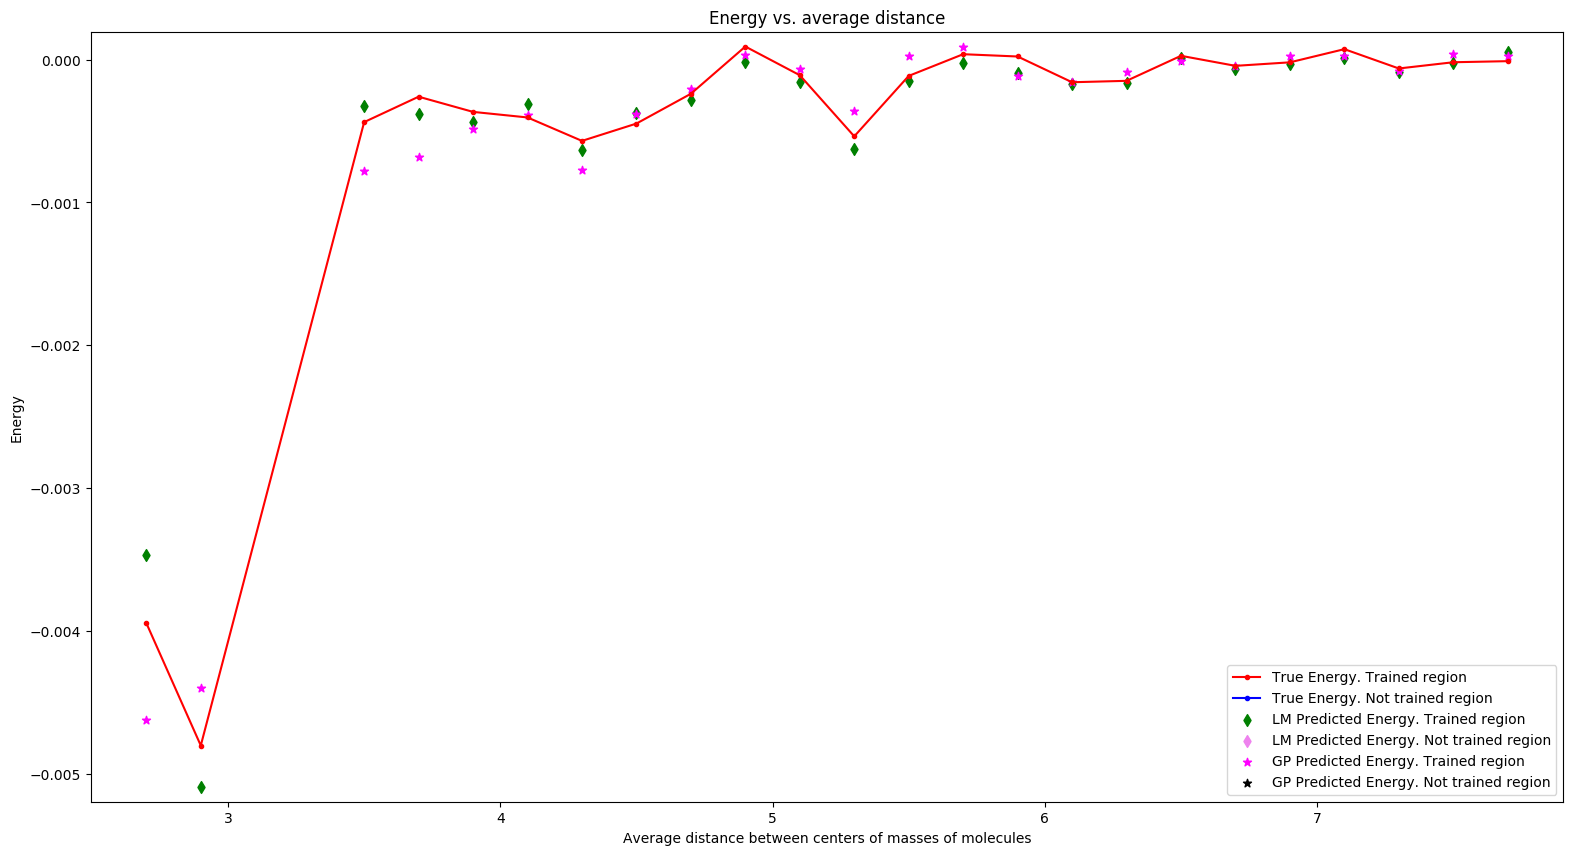 Energy vs. average distance
0.000
−0.001
−0.002
−0.003
−0.004
−0.005
Energy
3
4
5
6
7
Average distance between centers of masses of molecules
True Energy. Trained region
True Energy. Not trained region
LM Predicted Energy. Trained region
LM Predicted Energy. Not trained region
GP Predicted Energy. Trained region
GP Predicted Energy. Not trained region